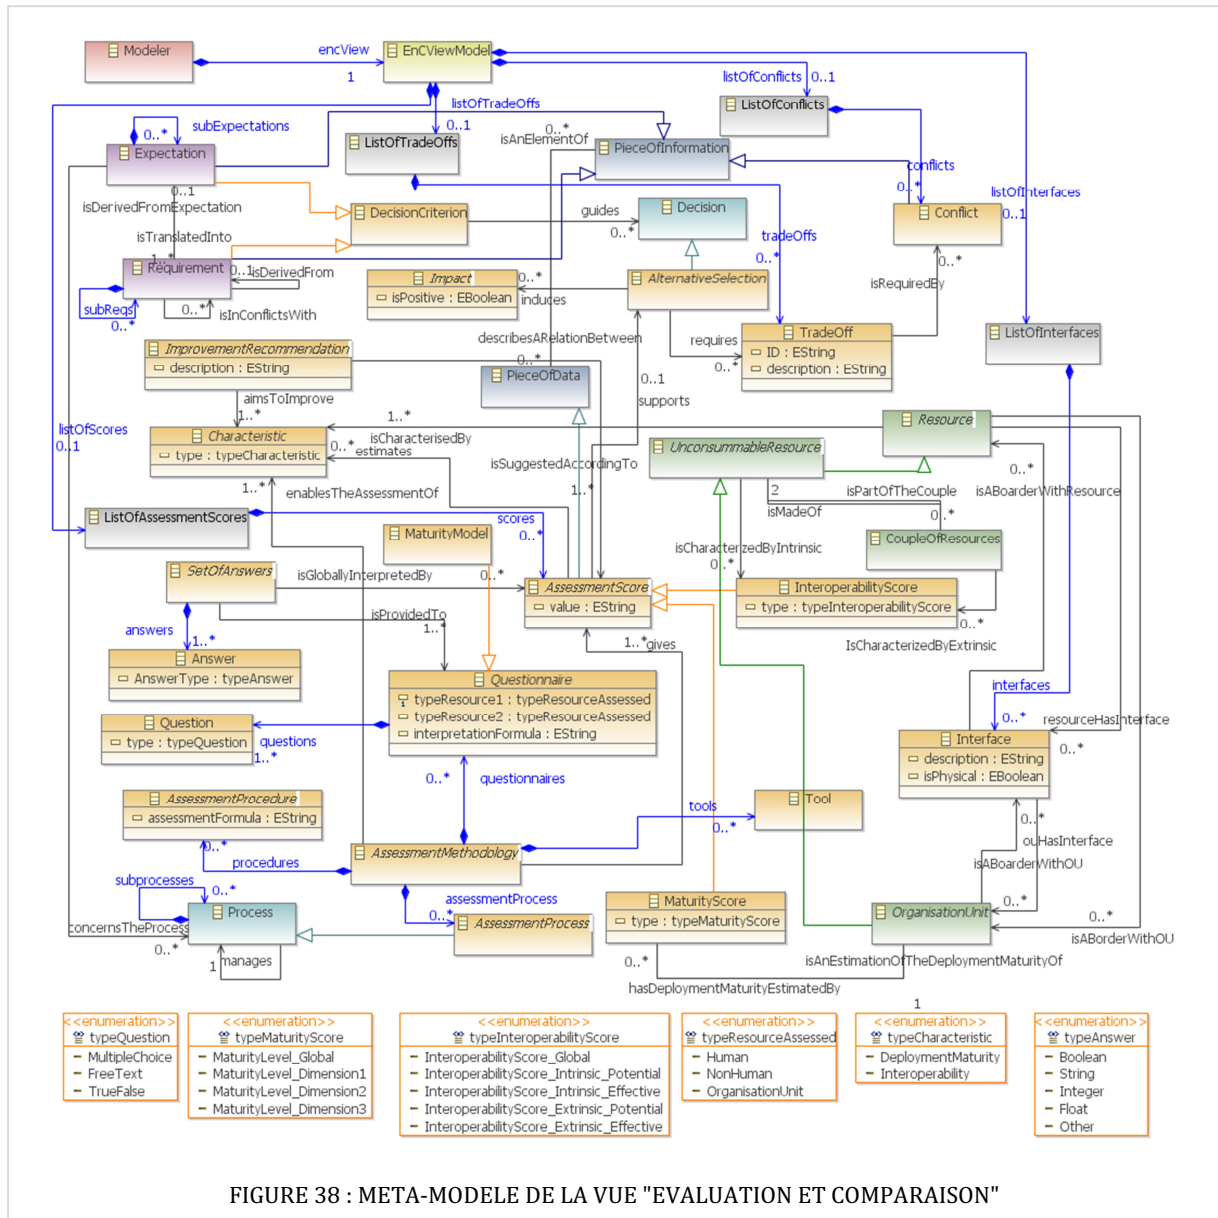 Modeler
encView
1
EnCViewModel
listOfConflicts
0..1
ListOfConflicts
listOfTradeOffs
0..1
subExpectations
0..*
Expectation
ListOfTradeOffs
0..*
isAnElementOf
PieceOfInformation
conflicts
0..*
listOfInterfaces
0..1
0..1
isDerivedFromExpectation
DecisionCriterion
guides
0..*
Decision
Conflict
isTranslatedInto
1..*
tradeOffs
0..*
0..*
Requirement
0..1
isDerivedFrom
Impact
isPositive : EBoolean
0..*
induces
AlternativeSelection
isRequiredBy
subReqs
0..*
0..*
isInConflictsWith
describesARelationBetween
0..*
requires
0..*
TradeOff
ID : EString
description : EString
ListOfInterfaces
ImprovementRecommendation
description : EString
PieceOfData
0..1
supports
aimsToImprove
1..*
1..*
Resource
listOfScores
0..1
Characteristic
type : typeCharacteristic
isCharacterisedBy
0..*
estimates
UnconsummableResource
isSuggestedAccordingTo
1..*
0..*
isABoarderWithResource
1..*
enablesTheAssessmentOf
2
isPartOfTheCouple
isMadeOf
0..*
ListOfAssessmentScores
scores
0..*
MaturityModel
CoupleOfResources
isCharacterizedByIntrinsic
0..*
SetOfAnswers
isGloballyInterpretedBy
0..*
AssessmentScore
value : EString
InteroperabilityScore
type : typeInteroperabilityScore
0..*
isProvidedTo
1..*
answers
1..*
1..*
gives
IsCharacterizedByExtrinsic
Answer
AnswerType : typeAnswer
Questionnaire
typeResource1 : typeResourceAssessed
typeResource2 : typeResourceAssessed
interpretationFormula : EString
interfaces
0..*
resourceHasInterface
0..*
Question
type : typeQuestion
questions
1..*
Interface
description : EString
isPhysical : EBoolean
0..*
questionnaires
AssessmentProcedure
assessmentFormula : EString
tools
0..*
Tool
0..*
procedures
AssessmentMethodology
0..*
ouHasInterface
isABoarderWithOU
subprocesses
0..*
assessmentProcess
0..*
Process
AssessmentProcess
MaturityScore
type : typeMaturityScore
OrganisationUnit
0..*
0..*
isABorderWithOU
concernsTheProcess
0..*
1
manages
0..*
isAnEstimationOfTheDeploymentMaturityOf
hasDeploymentMaturityEstimatedBy
1
<<enumeration>>
typeQuestion
MultipleChoice
FreeText
TrueFalse
<<enumeration>>
typeMaturityScore
MaturityLevel_Global
MaturityLevel_Dimension1
MaturityLevel_Dimension2
MaturityLevel_Dimension3
<<enumeration>>
typeInteroperabilityScore
InteroperabilityScore_Global
InteroperabilityScore_Intrinsic_Potential
InteroperabilityScore_Intrinsic_Effective
InteroperabilityScore_Extrinsic_Potential
InteroperabilityScore_Extrinsic_Effective
<<enumeration>>
typeResourceAssessed
Human
NonHuman
OrganisationUnit
<<enumeration>>
typeCharacteristic
DeploymentMaturity
Interoperability
<<enumeration>>
typeAnswer
Boolean
String
Integer
Float
Other
FIGURE 38 : META-MODELE DE LA VUE "EVALUATION ET COMPARAISON"